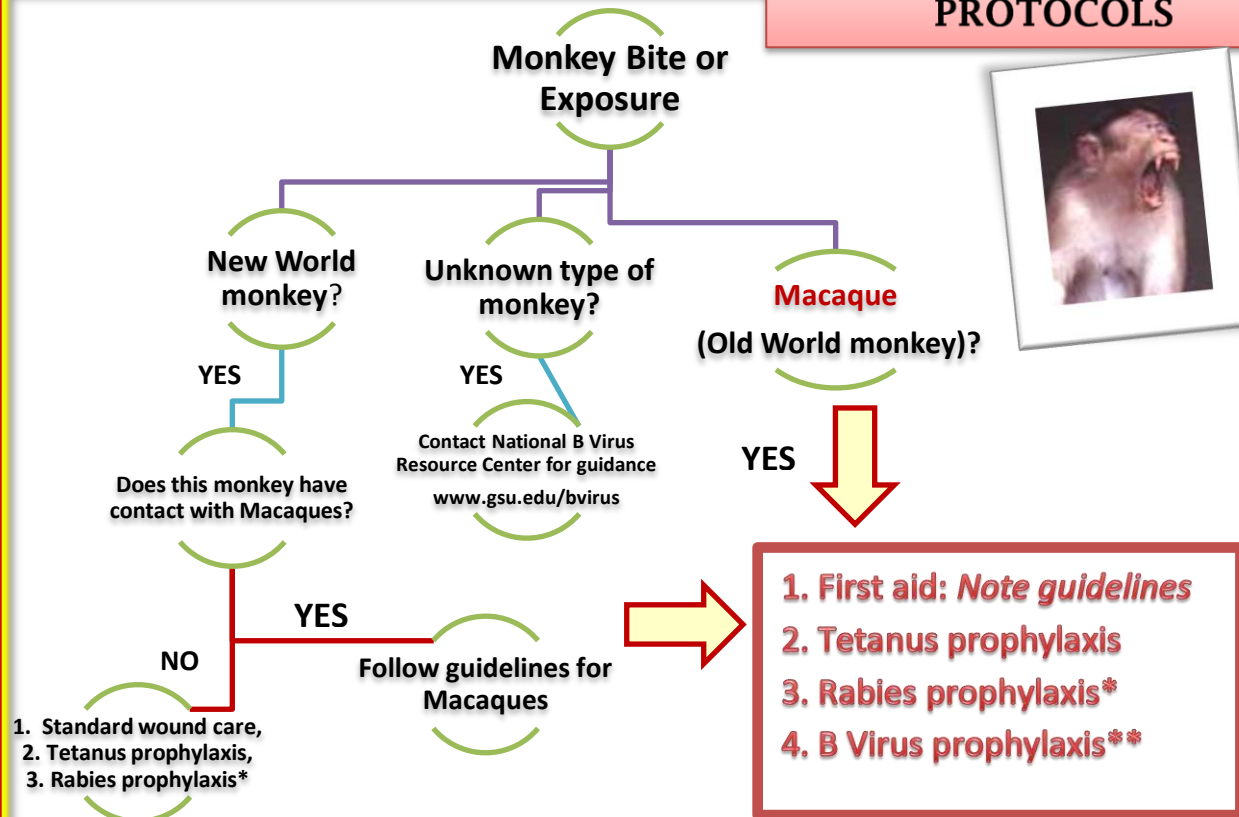 PROTOCOLS
Monkey Bite or
Exposure
New World
monkey?
Unknown type of
monkey?
Macaque
(Old World monkey)?
YES
YES
YES
Does this monkey have
contact with Macaques?
Contact National B Virus
Resource Center for guidance
www.gsu.edu/bvirus
YES
NO
Follow guidelines for
Macaques
1. Standard wound care,
2. Tetanus prophylaxis,
3. Rabies prophylaxis*
1. First aid: Note guidelines
2. Tetanus prophylaxis
3. Rabies prophylaxis*
4. B Virus prophylaxis**